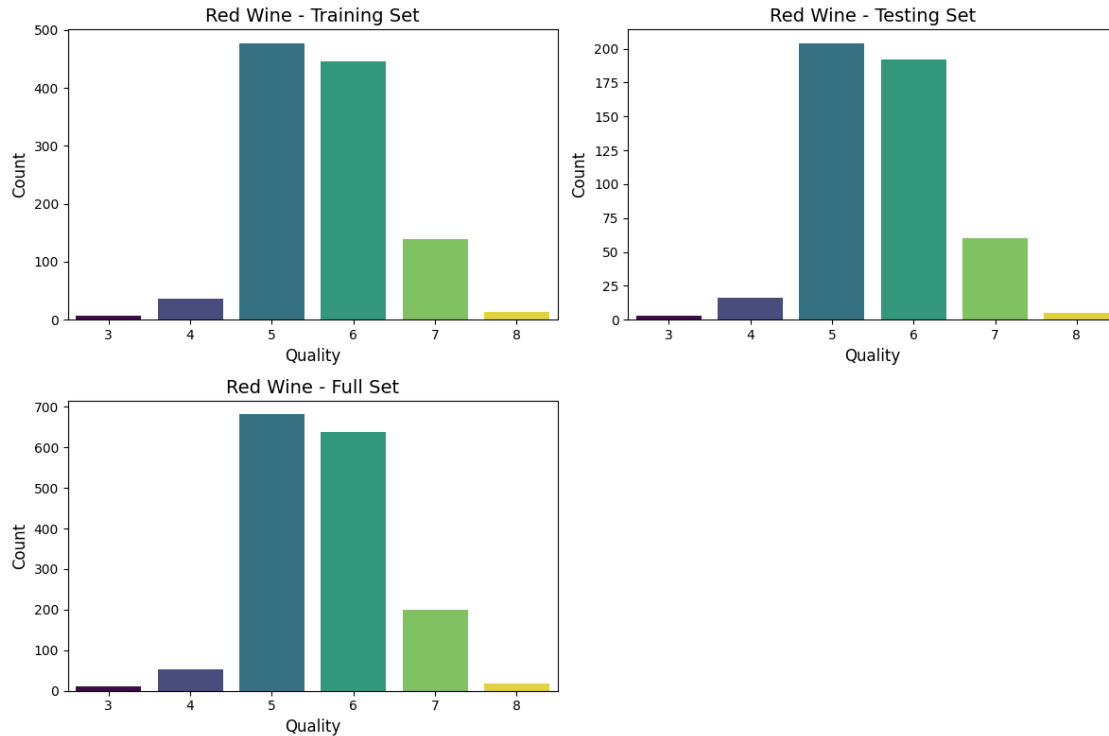 Red Wine - Training Set
500
400
300
200
100
0
Count
3 4 5 6 7 8
Quality
Red Wine - Testing Set
200
175
150
125
100
75
50
25
0
Count
3 4 5 6 7 8
Quality
Red Wine - Full Set
700
600
500
400
300
200
100
0
Count
3 4 5 6 7 8
Quality